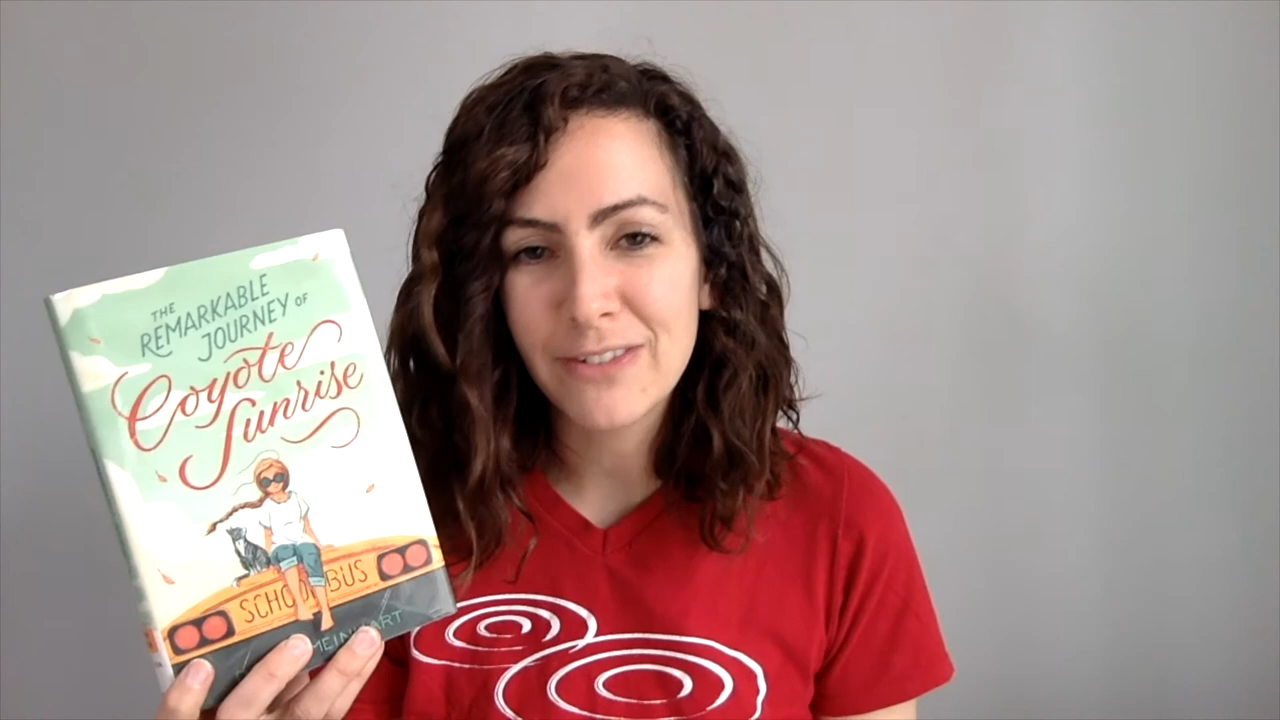 THE
REMARKABLE
JOURNEY OF
Coyote
Sunrise
SCHOOL BUS